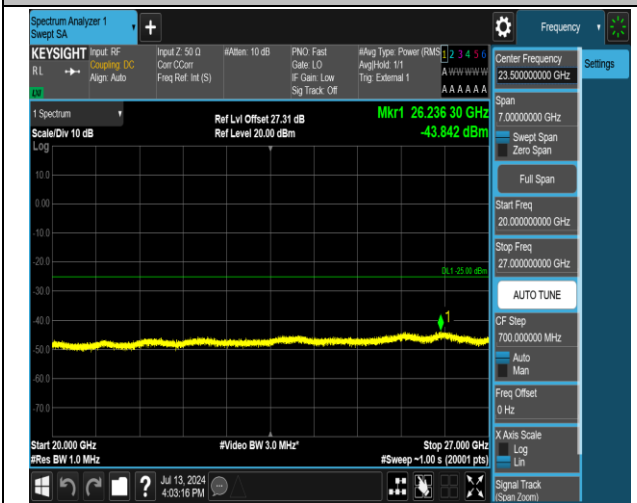 Spectrum Analyzer 1
Swept SA
+
Frequency
KEYSIGHT
RL
LW
Input: RF
Coupling: DC
Align: Auto
Input Z: 50 Ω
Corr CCorr
Freq Ref: Int (S)
#Atten: 10 dB
PNO: Fast
Gate: LO
IF Gain: Low
Sig Track: Off
#Avg Type: Power (RMS
Avg|Hold: 1/1
Trig: External 1
1 2 3 4 5 6
A W W W W W
A A A A A A
1 Spectrum
Scale/Div 10 dB
Log
Ref Lvl Offset 27.31 dB
Ref Level 20.00 dBm
Mkr1 26.236 30 GHz
-43.842 dBm
10.0
0.00
-10.0
-20.0
-30.0
-40.0
-50.0
-60.0
-70.0
DL1 -25.00 dBm
1
Start 20.000 GHz
#Res BW 1.0 MHz
#Video BW 3.0 MHz*
Stop 27.000 GHz
#Sweep ~1.00 s (20001 pts)
Center Frequency
23.500000000 GHz
Settings
Span
7.00000000 GHz
Swept Span
Zero Span
Full Span
Start Freq
20.000000000 GHz
Stop Freq
27.000000000 GHz
AUTO TUNE
CF Step
700.000000 MHz
Auto
Man
Freq Offset
0 Hz
X Axis Scale
Log
Lin
Signal Track
(Span Zoom)
?
Jul 13, 2024
4:03:16 PM